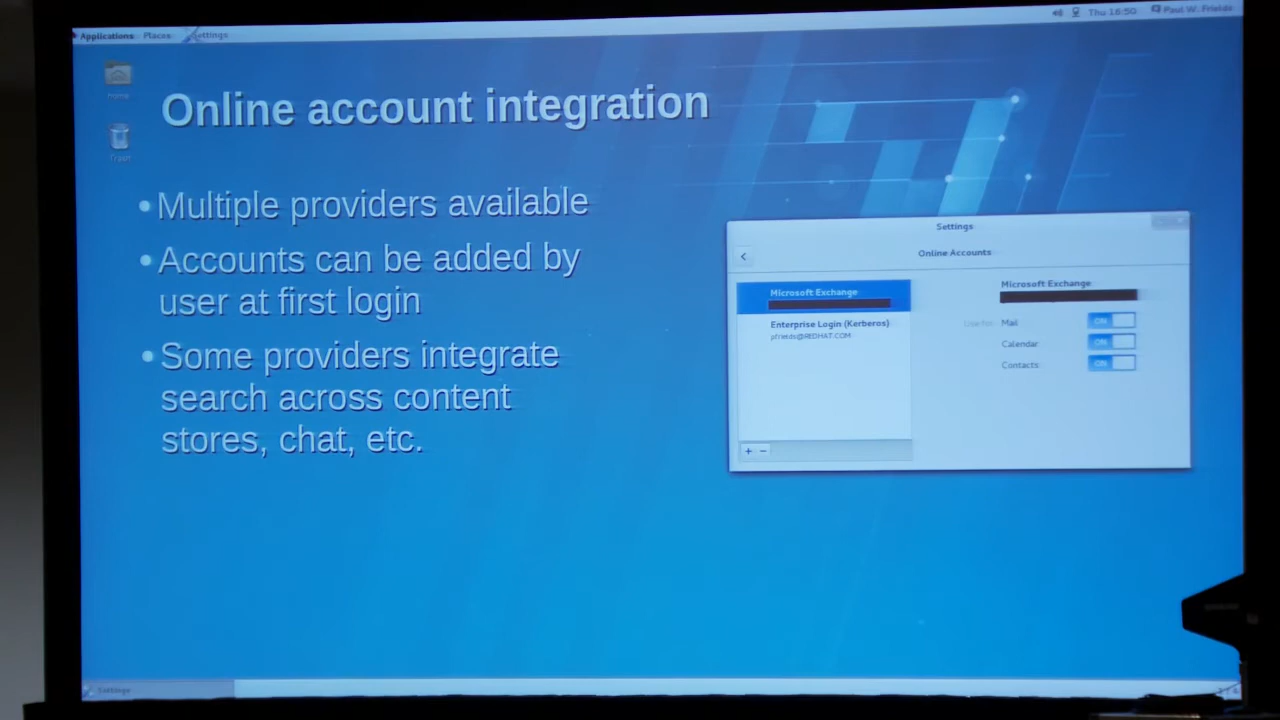 Applications Places Settings
Thu 16:50 Paul W. Frields
Home
Trash
Online account integration
• Multiple providers available
• Accounts can be added by
user at first login
• Some providers integrate
search across content
stores, chat, etc.
Settings
Online Accounts
Microsoft Exchange
Enterprise Login (Kerberos)
pfrields@REDHAT.COM
Microsoft Exchange
Use for Mail ON
Calendar ON
Contacts ON
+ −
Settings